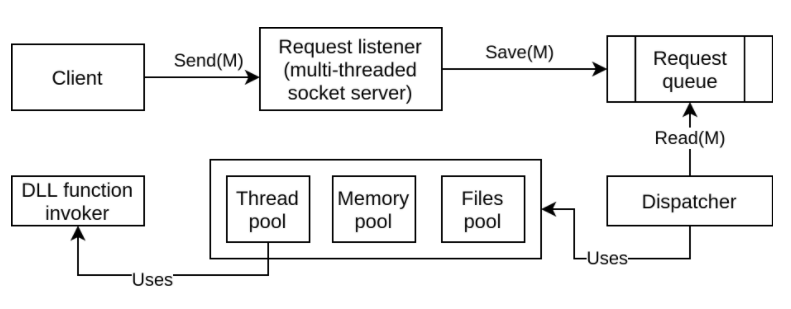 Client
Send(M)
Request listener
(multi-threaded
socket server)
Save(M)
Request
queue
Read(M)
DLL function
invoker
Thread
pool
Memory
pool
Files
pool
Dispatcher
Uses
Uses